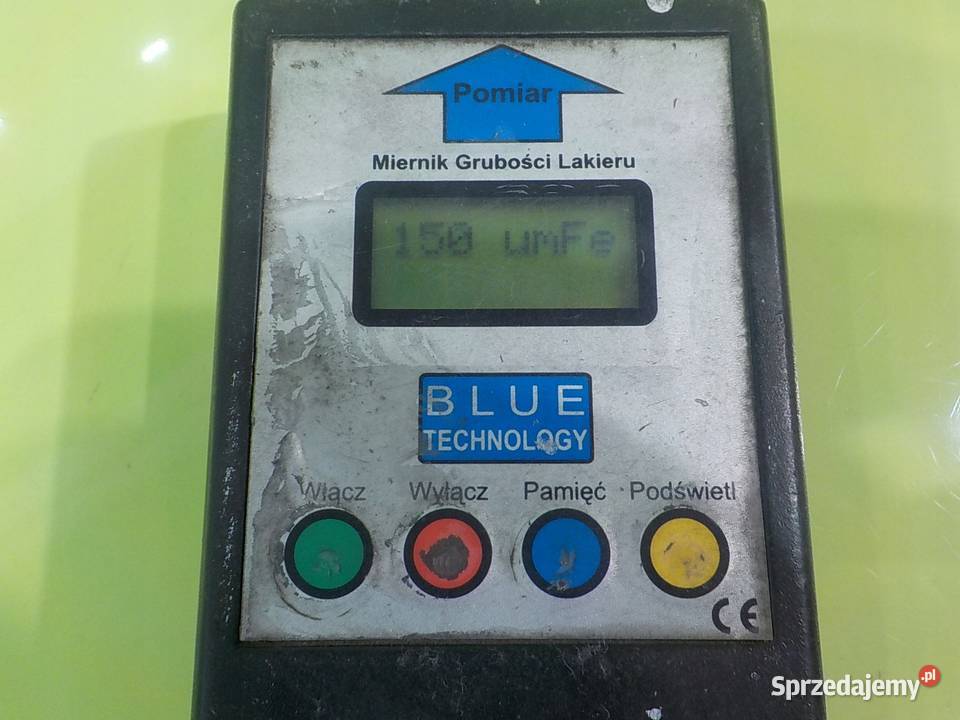 Pomiar
Miernik Grubości Lakieru
150 umFe
BLUE
TECHNOLOGY
Włącz Wyłącz Pamięć Podświetl
CE
Sprzedajemy.pl